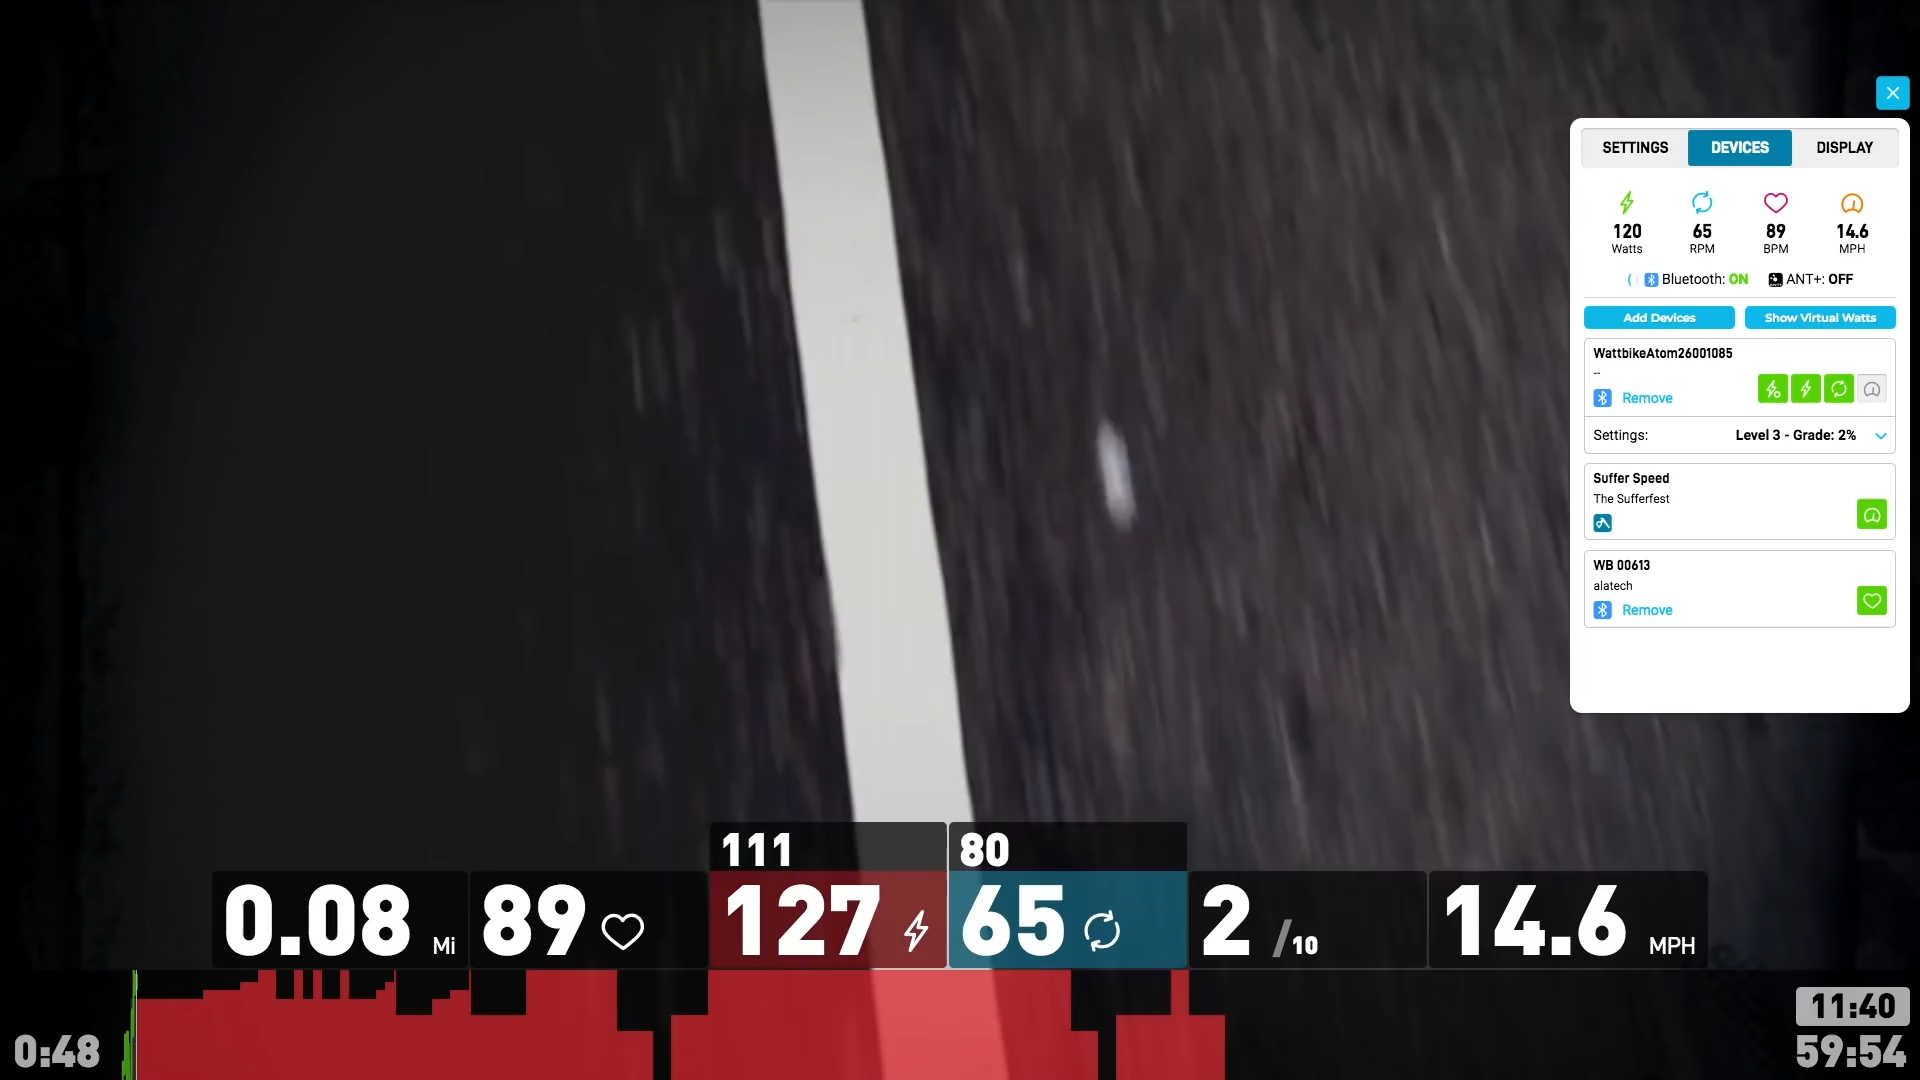 SETTINGS DEVICES DISPLAY
120 65 89 14.6
Watts RPM BPM MPH
Bluetooth: ON ANT+: OFF
Add Devices Show Virtual Watts
WattbikeAtom26001085
--
Remove
Settings: Level 3 - Grade: 2%
Suffer Speed
The Sufferfest
WB 00613
alatech
Remove
111 80
0.08 Mi 89 127 65 2 /10 14.6 MPH
11:40
0:48 59:54